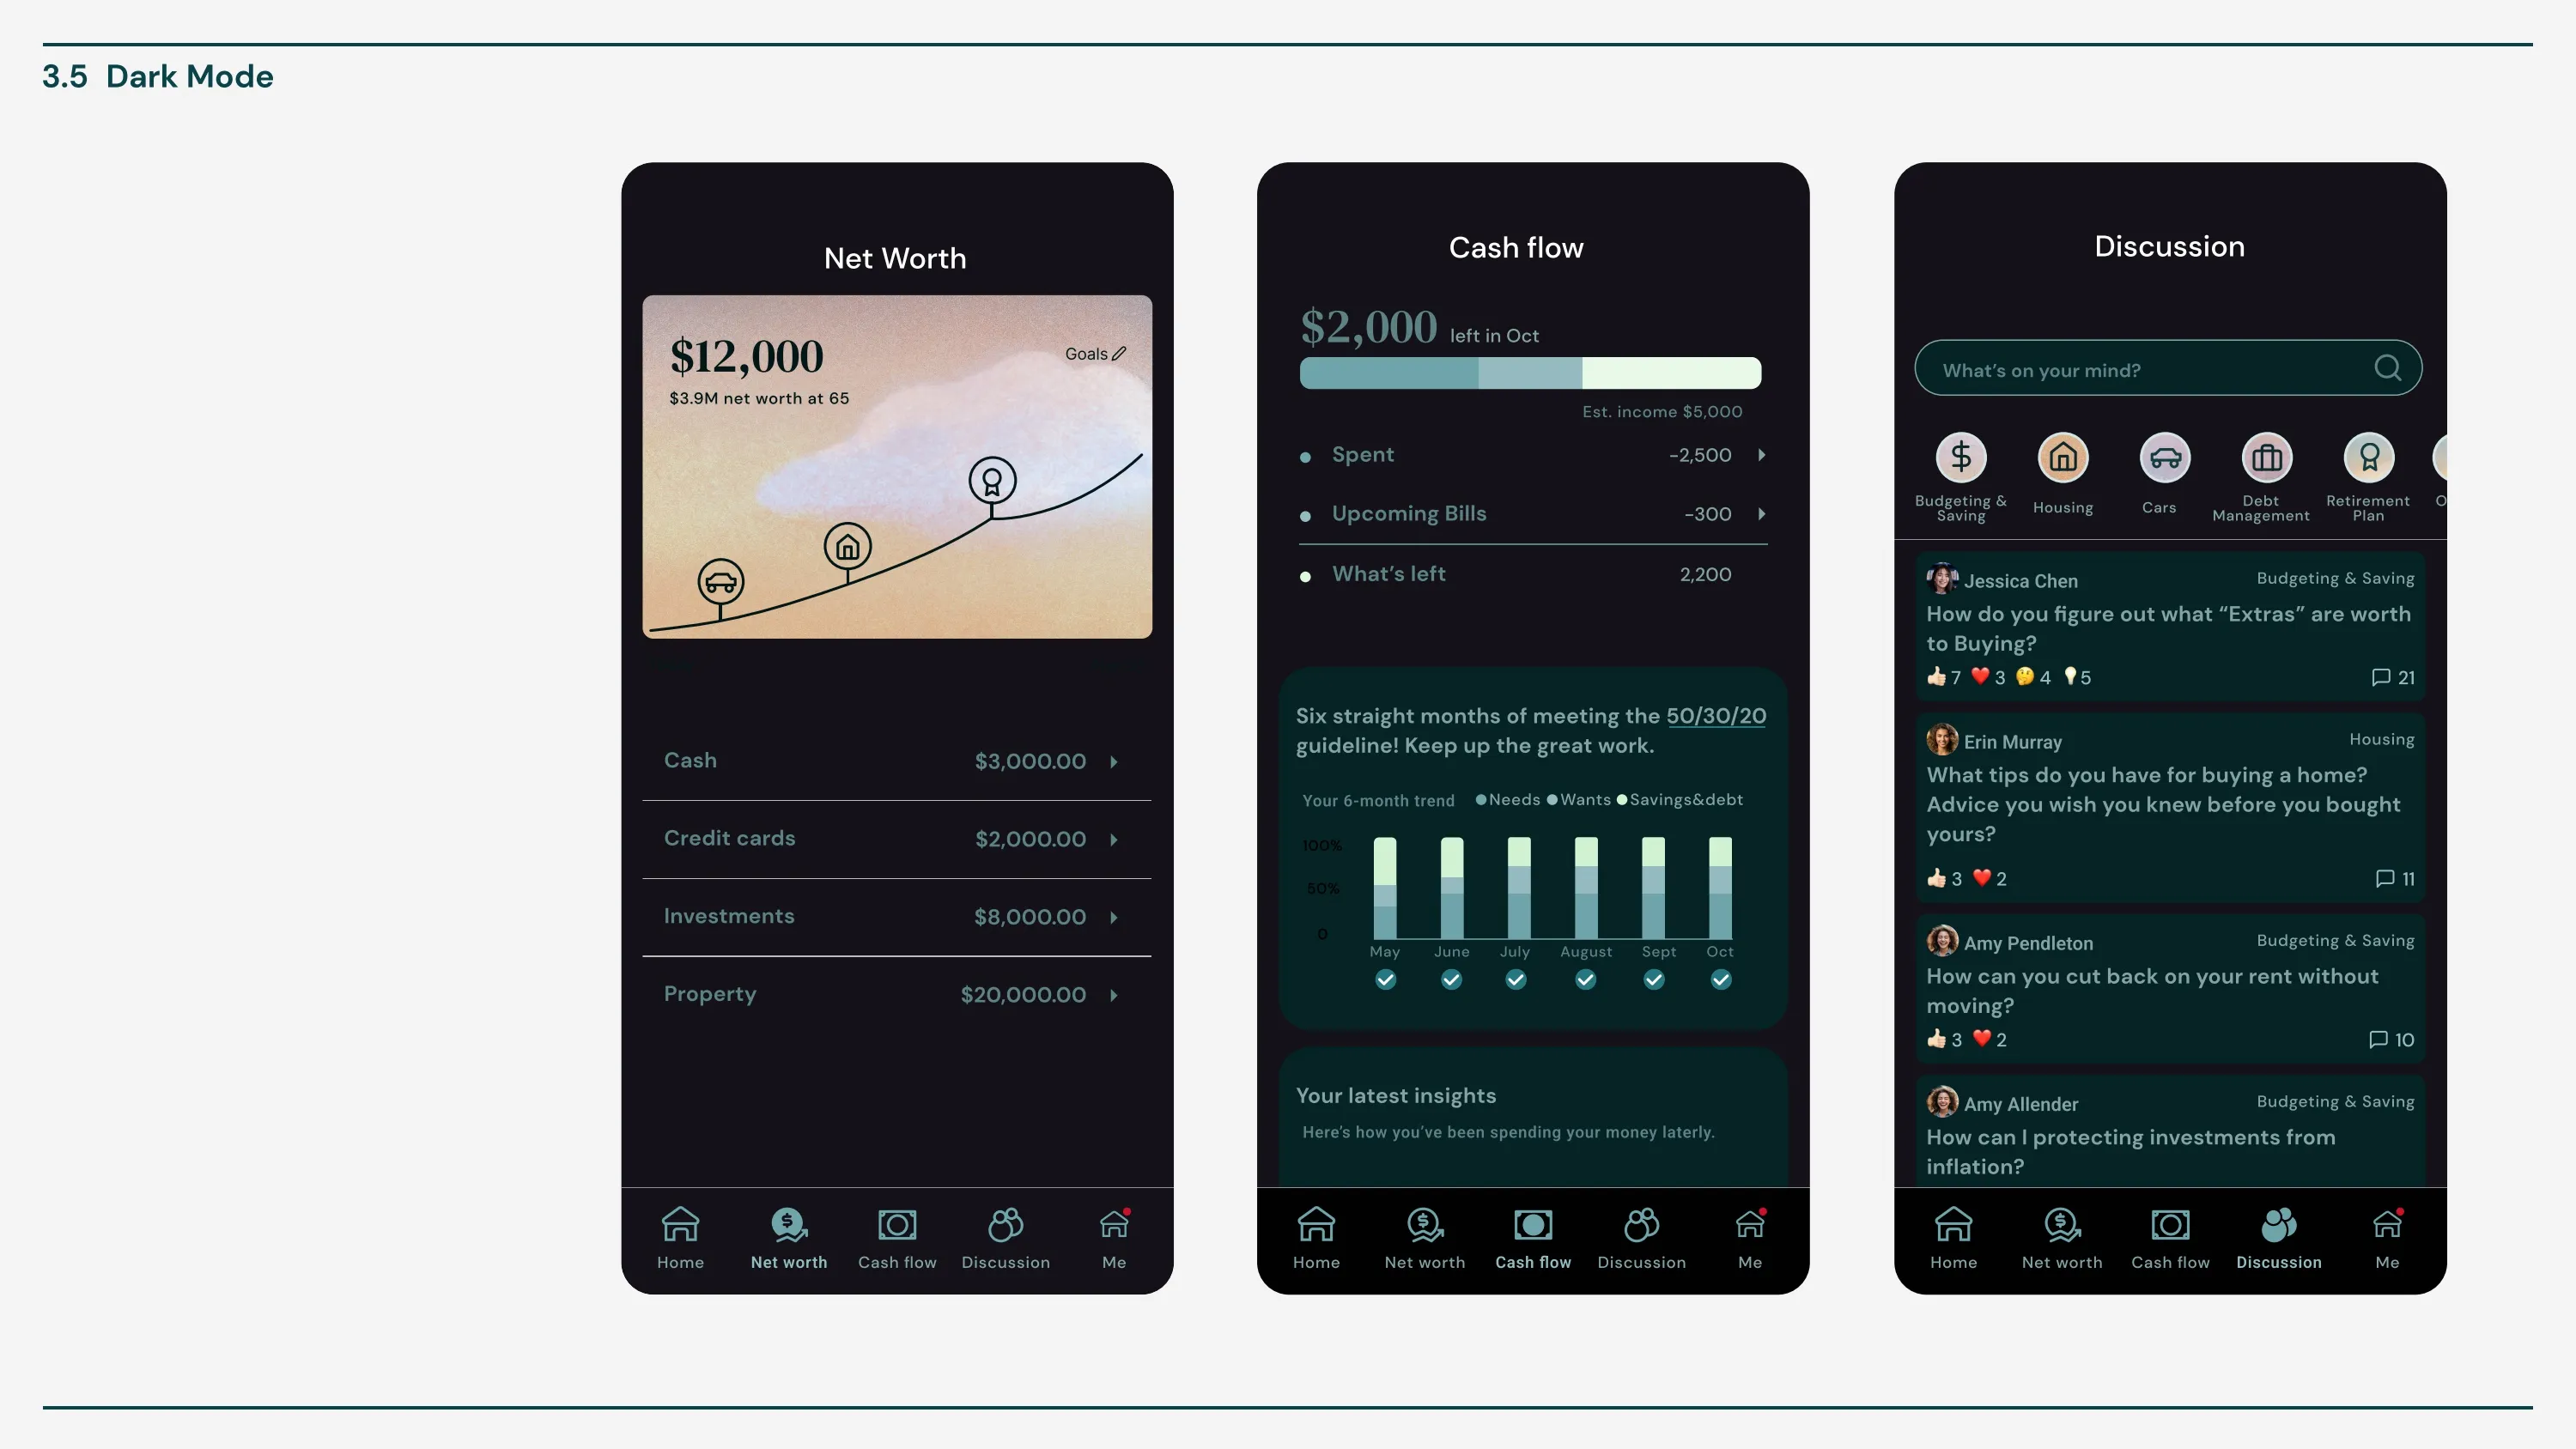 3.5 Dark Mode
Net Worth
$12,000
Goals
$3.9M net worth at 65
Cash $3,000.00
Credit cards $2,000.00
Investments $8,000.00
Property $20,000.00
Home Net worth Cash flow Discussion Me
Cash flow
$2,000 left in Oct
Est. income $5,000
Spent -2,500
Upcoming Bills -300
What's left 2,200
Six straight months of meeting the 50/30/20
guideline! Keep up the great work.
Your 6-month trend Needs Wants Savings&debt
100%
50%
0
May June July August Sept Oct
Your latest insights
Here's how you've been spending your money laterly.
Home Net worth Cash flow Discussion Me
Discussion
What's on your mind?
Budgeting &
Saving
Housing
Cars
Debt
Management
Retirement
Plan
O
Jessica Chen Budgeting & Saving
How do you figure out what “Extras” are worth
to Buying?
7 3 4 5 21
Erin Murray Housing
What tips do you have for buying a home?
Advice you wish you knew before you bought
yours?
3 2 11
Amy Pendleton Budgeting & Saving
How can you cut back on your rent without
moving?
3 2 10
Amy Allender Budgeting & Saving
How can I protecting investments from
inflation?
Home Net worth Cash flow Discussion Me